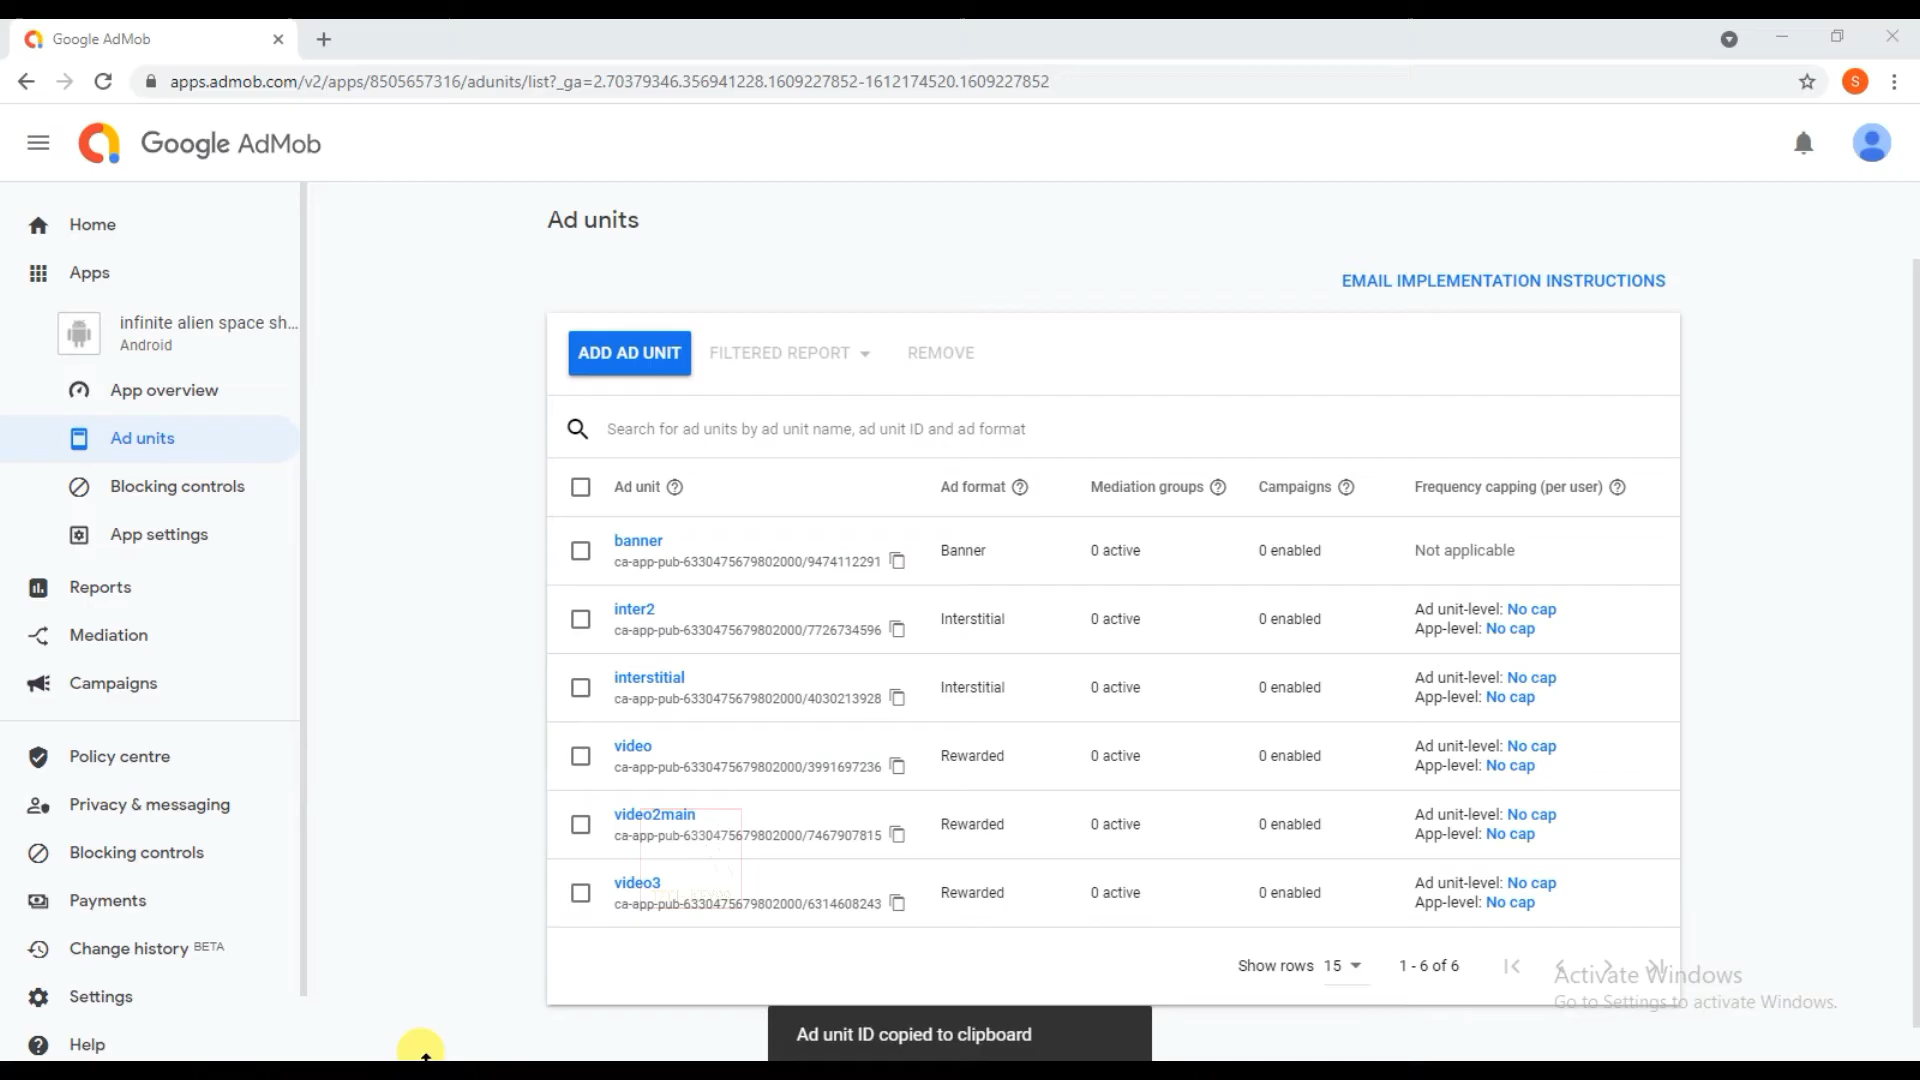 Google AdMob
apps.admob.com/v2/apps/8505657316/adunits/list?_ga=2.70379346.356941228.1609227852-1612174520.1609227852
S
Google AdMob
Home
Apps
infinite alien space sh...
Android
App overview
Ad units
Blocking controls
App settings
Reports
Mediation
Campaigns
Policy centre
Privacy & messaging
Blocking controls
Payments
Change history BETA
Settings
Help
Ad units
EMAIL IMPLEMENTATION INSTRUCTIONS
ADD AD UNIT FILTERED REPORT REMOVE
Search for ad units by ad unit name, ad unit ID and ad format
Ad unit Ad format Mediation groups Campaigns Frequency capping (per user)
banner
ca-app-pub-6330475679802000/9474112291
Banner 0 active 0 enabled Not applicable
inter2
ca-app-pub-6330475679802000/7726734596
Interstitial 0 active 0 enabled
Ad unit-level: No cap
App-level: No cap
interstitial
ca-app-pub-6330475679802000/4030213928
Interstitial 0 active 0 enabled
Ad unit-level: No cap
App-level: No cap
video
ca-app-pub-6330475679802000/3991697236
Rewarded 0 active 0 enabled
Ad unit-level: No cap
App-level: No cap
video2main
ca-app-pub-6330475679802000/7467907815
Rewarded 0 active 0 enabled
Ad unit-level: No cap
App-level: No cap
video3
ca-app-pub-6330475679802000/6314608243
Rewarded 0 active 0 enabled
Ad unit-level: No cap
App-level: No cap
Show rows 15 1 - 6 of 6
Activate Windows
Go to Settings to activate Windows.
Ad unit ID copied to clipboard